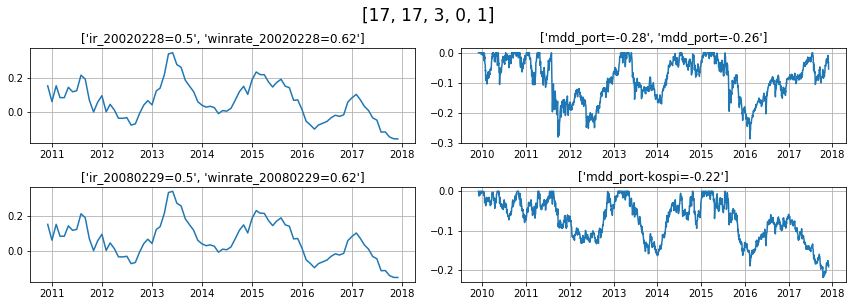 [17, 17, 3, 0, 1]
['ir_20020228=0.5', 'winrate_20020228=0.62']
0.2
0.0
2011 2012 2013 2014 2015 2016 2017 2018
['mdd_port=-0.28', 'mdd_port=-0.26']
0.0
−0.1
−0.2
−0.3
2010 2011 2012 2013 2014 2015 2016 2017 2018
['ir_20080229=0.5', 'winrate_20080229=0.62']
0.2
0.0
2011 2012 2013 2014 2015 2016 2017 2018
['mdd_port-kospi=-0.22']
0.0
−0.1
−0.2
2010 2011 2012 2013 2014 2015 2016 2017 2018